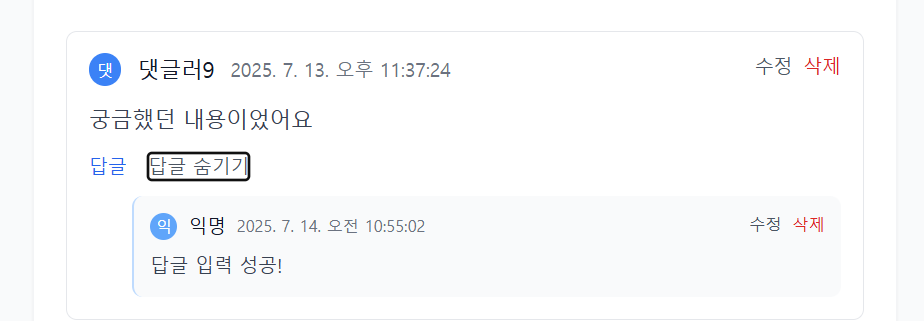 댓 댓글러9 2025. 7. 13. 오후 11:37:24 수정 삭제
궁금했던 내용이었어요
답글 답글 숨기기
익 익명 2025. 7. 14. 오전 10:55:02 수정 삭제
답글 입력 성공!